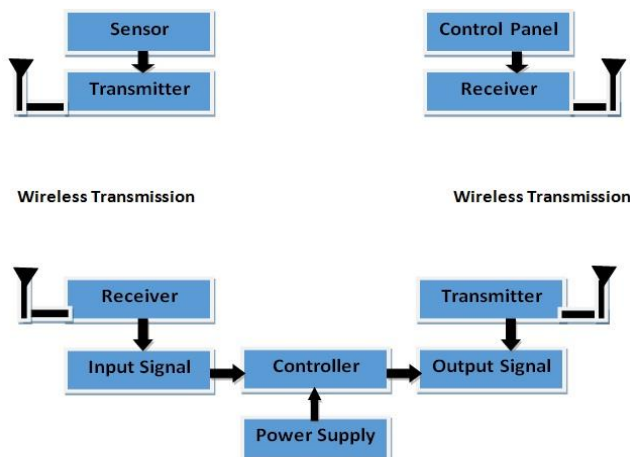 Sensor
Control Panel
Transmitter
Receiver
Wireless Transmission
Wireless Transmission
Receiver
Transmitter
Input Signal
Controller
Output Signal
Power Supply